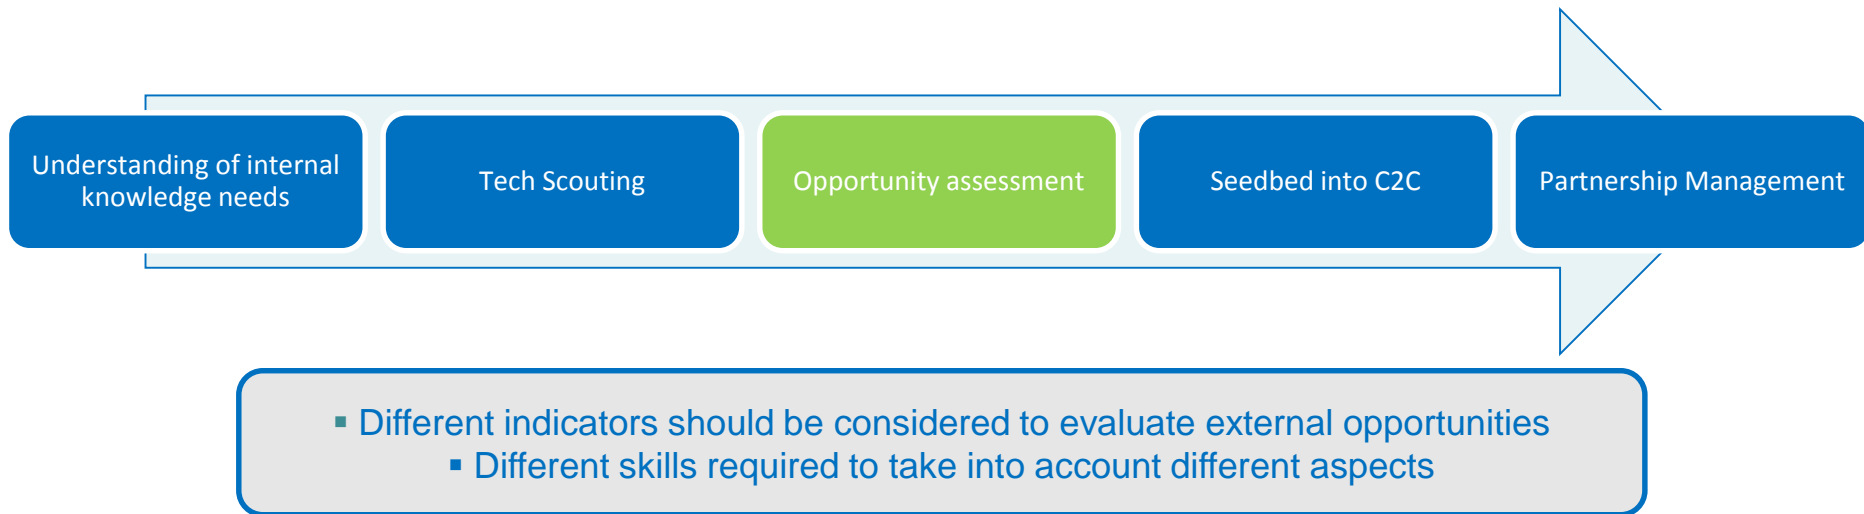 Understanding of internal
knowledge needs
Tech Scouting
Opportunity assessment
Seedbed into C2C
Partnership Management
▪ Different indicators should be considered to evaluate external opportunities
▪ Different skills required to take into account different aspects